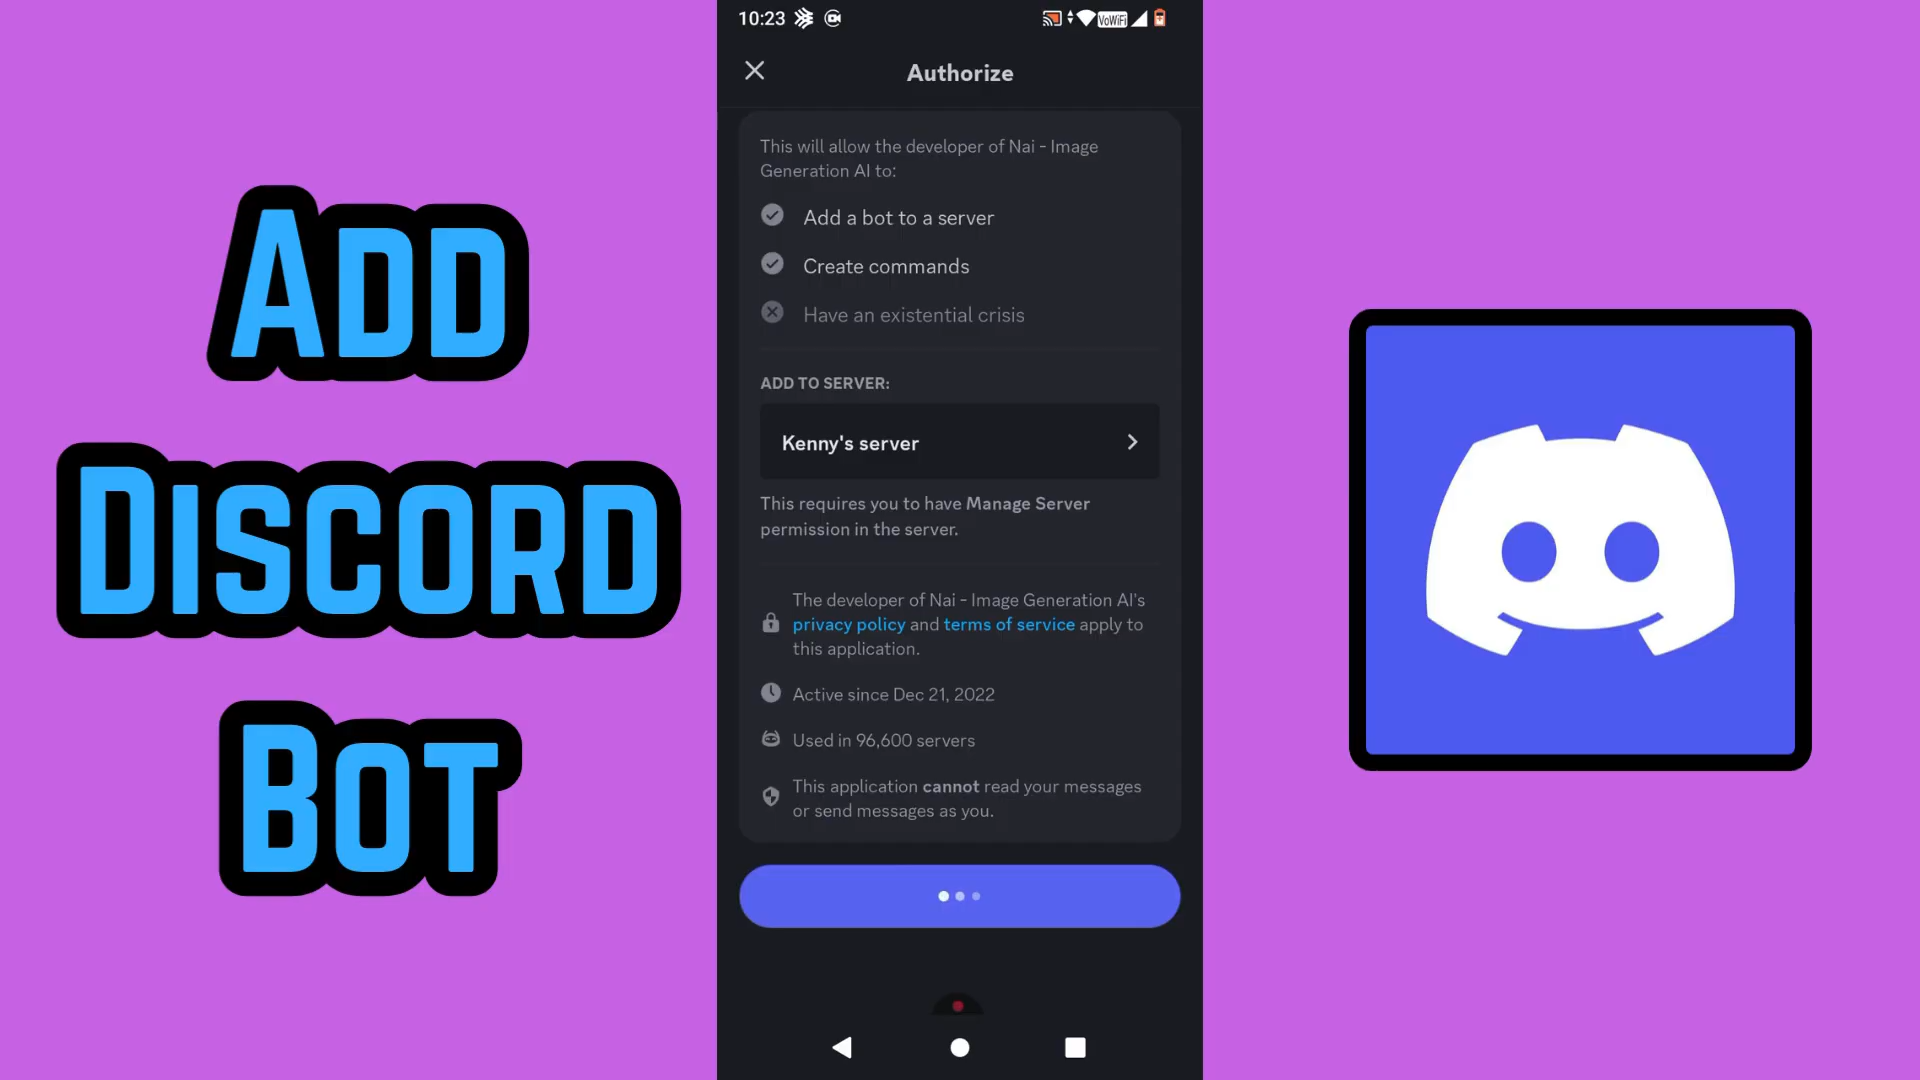 ADD
DISCORD
BOT
10:23
VoWiFi
Authorize
This will allow the developer of Nai - Image
Generation AI to:
Add a bot to a server
Create commands
Have an existential crisis
ADD TO SERVER:
Kenny's server
This requires you to have Manage Server
permission in the server.
The developer of Nai - Image Generation AI's
privacy policy and terms of service apply to
this application.
Active since Dec 21, 2022
Used in 96,600 servers
This application cannot read your messages
or send messages as you.